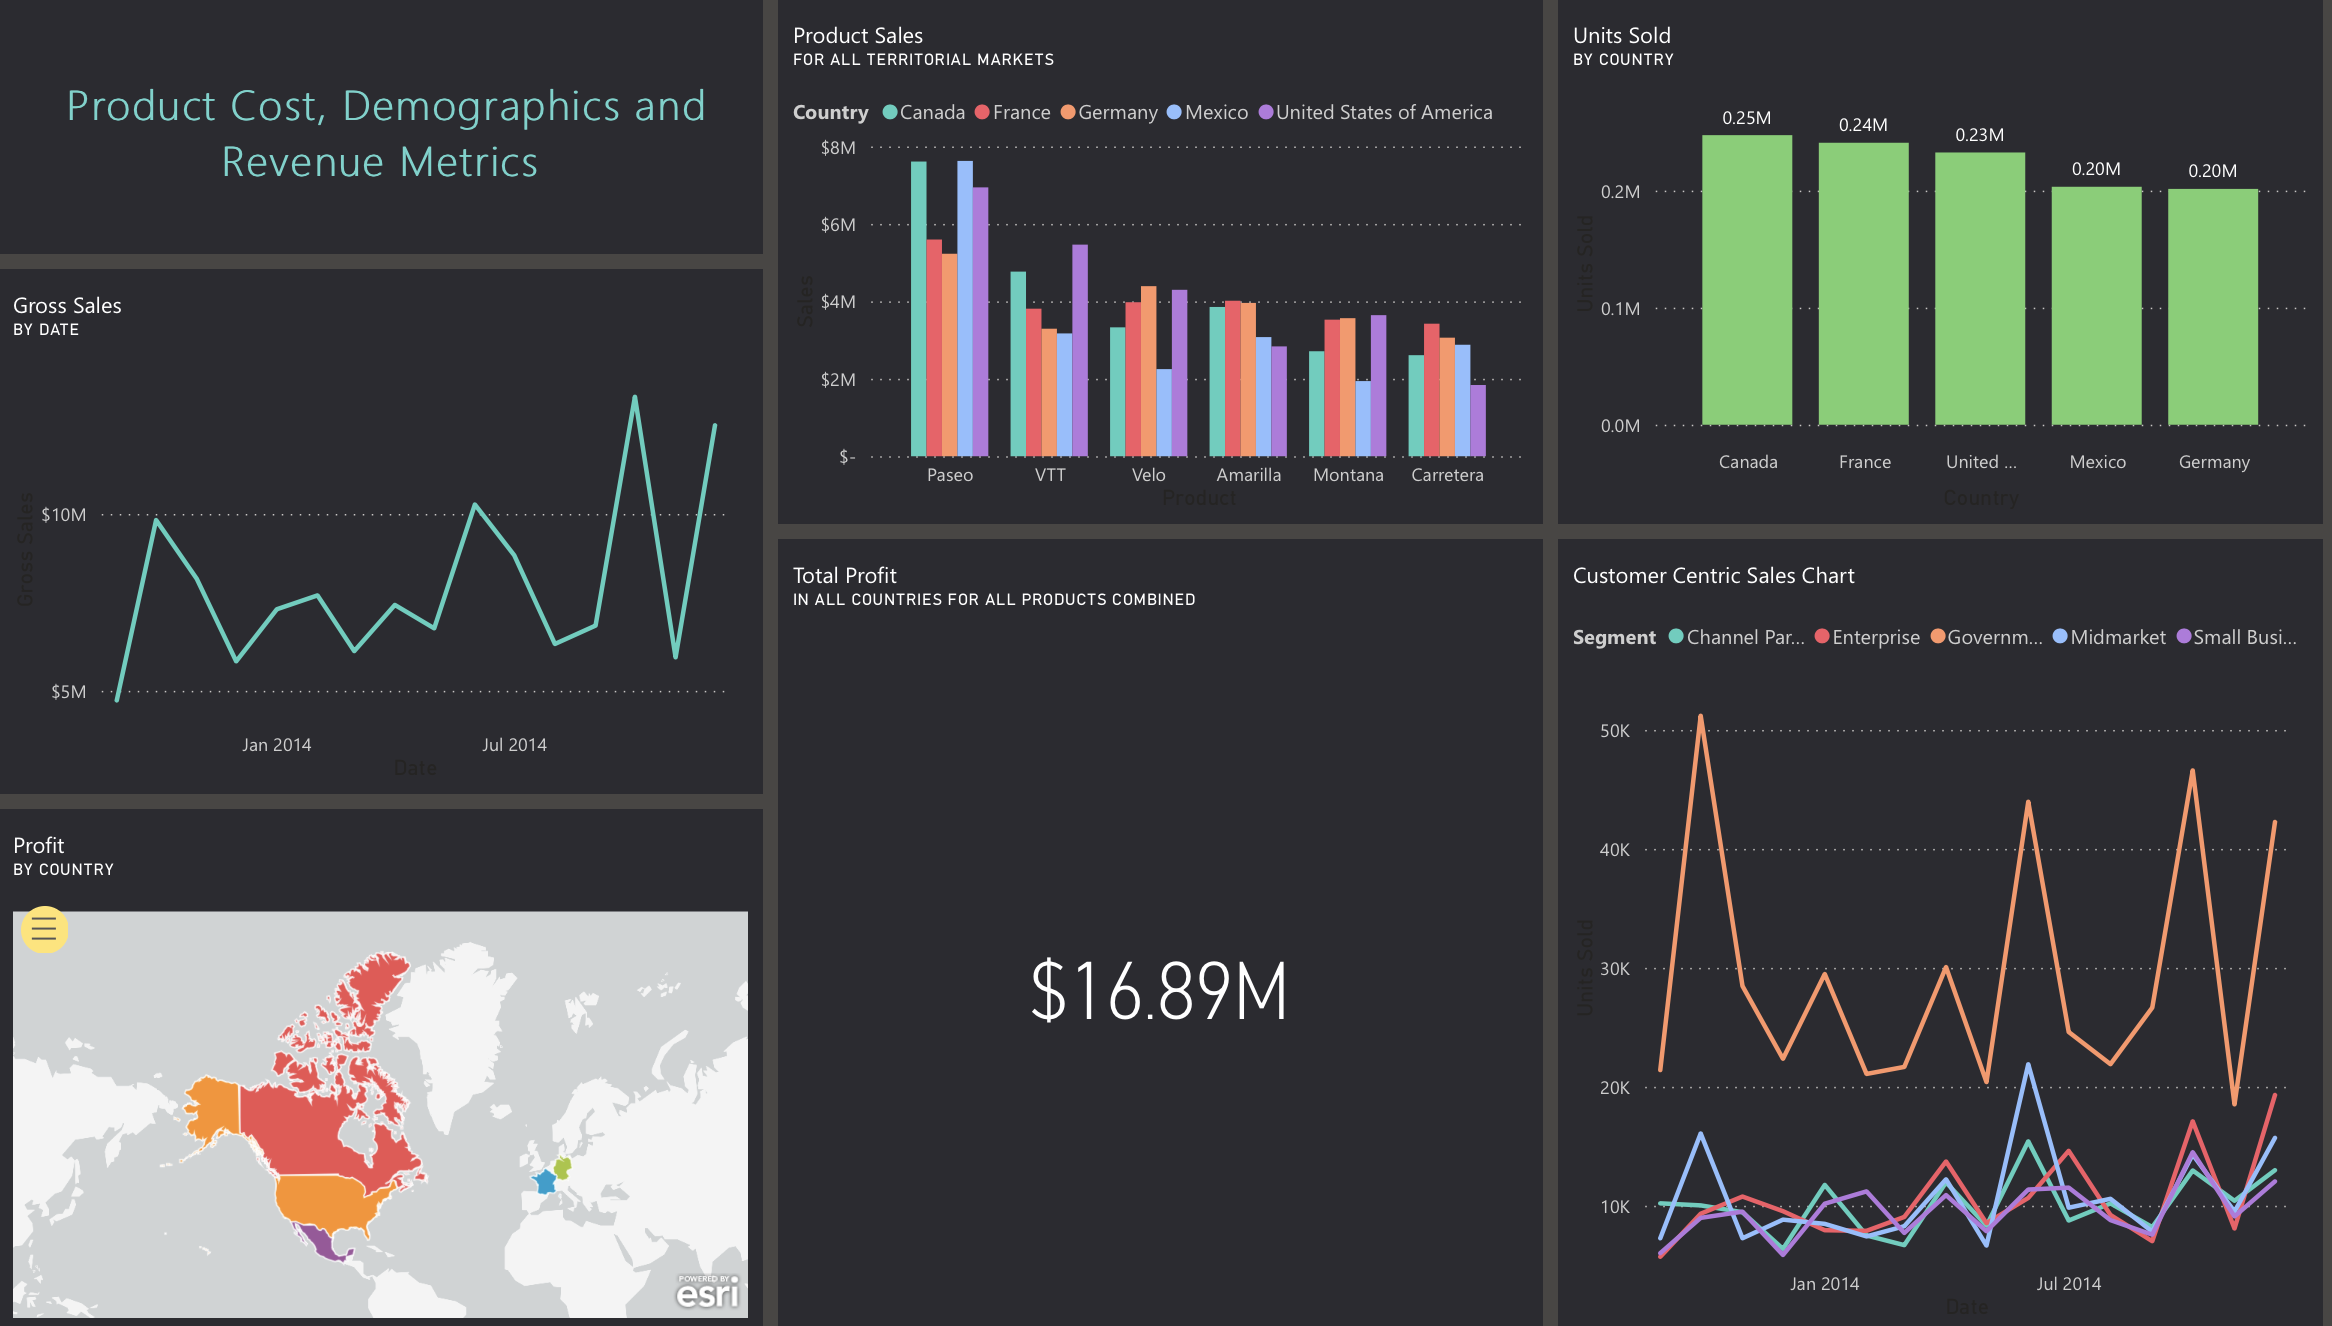 Product Cost, Demographics and
Revenue Metrics
Gross Sales
BY DATE
Gross Sales
$10M
$5M
Jan 2014
Jul 2014
Date
Profit
BY COUNTRY
POWERED BY
esri
Product Sales
FOR ALL TERRITORIAL MARKETS
Country Canada France Germany Mexico United States of America
Sales
$8M
$6M
$4M
$2M
$-
Paseo VTT Velo Amarilla Montana Carretera
Product
Total Profit
IN ALL COUNTRIES FOR ALL PRODUCTS COMBINED
$16.89M
Units Sold
BY COUNTRY
Units Sold
0.25M 0.24M 0.23M 0.20M 0.20M
0.2M
0.1M
0.0M
Canada France United ... Mexico Germany
Country
Customer Centric Sales Chart
Segment Channel Par... Enterprise Governm... Midmarket Small Busi...
Units Sold
50K
40K
30K
20K
10K
Jan 2014 Jul 2014
Date